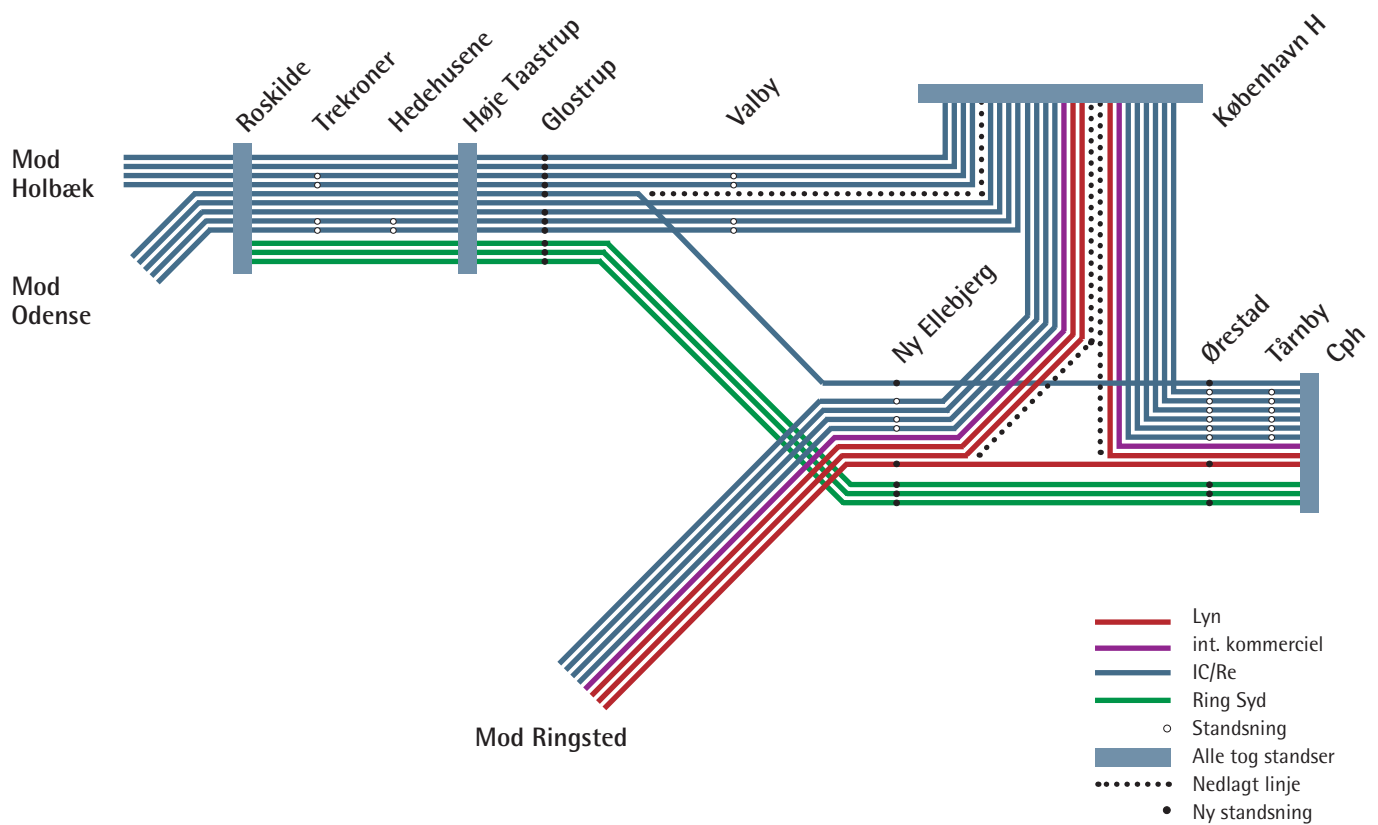 Roskilde
Trekroner
Hedehusene
Høje Taastrup
Glostrup
Valby
København H
Mod
Holbæk
Mod
Odense
Ny Ellebjerg
Ørestad
Tårnby
Cph
Mod Ringsted
Lyn
int. kommerciel
IC/Re
Ring Syd
Standsning
Alle tog standser
Nedlagt linje
Ny standsning